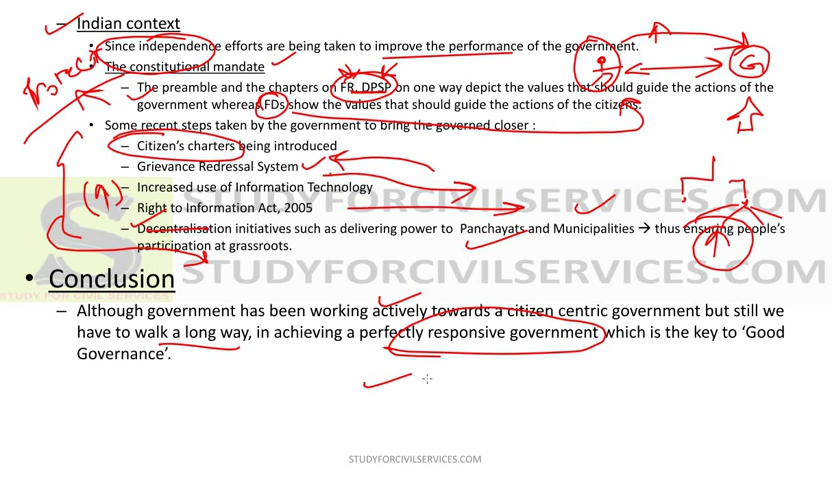 – Indian context
• Since independence efforts are being taken to improve the performance of the government.
• The constitutional mandate
– The preamble and the chapters on FR, DPSP on one way depict the values that should guide the actions of the
government whereas FDs show the values that should guide the actions of the citizens.
• Some recent steps taken by the government to bring the governed closer :
– Citizen's charters being introduced
– Grievance Redressal System
– Increased use of Information Technology
– Right to Information Act, 2005
– Decentralisation initiatives such as delivering power to Panchayats and Municipalities → thus ensuring people's
participation at grassroots.
• Conclusion
– Although government has been working actively towards a citizen centric government but still we
have to walk a long way, in achieving a perfectly responsive government which is the key to 'Good
Governance'.
G
STUDYFORCIVILSERVICES.COM
STUDYFORCIVILSERVICES.COM
STUDY FOR CIVIL SERVICES
STUDYFORCIVILSERVICES.COM